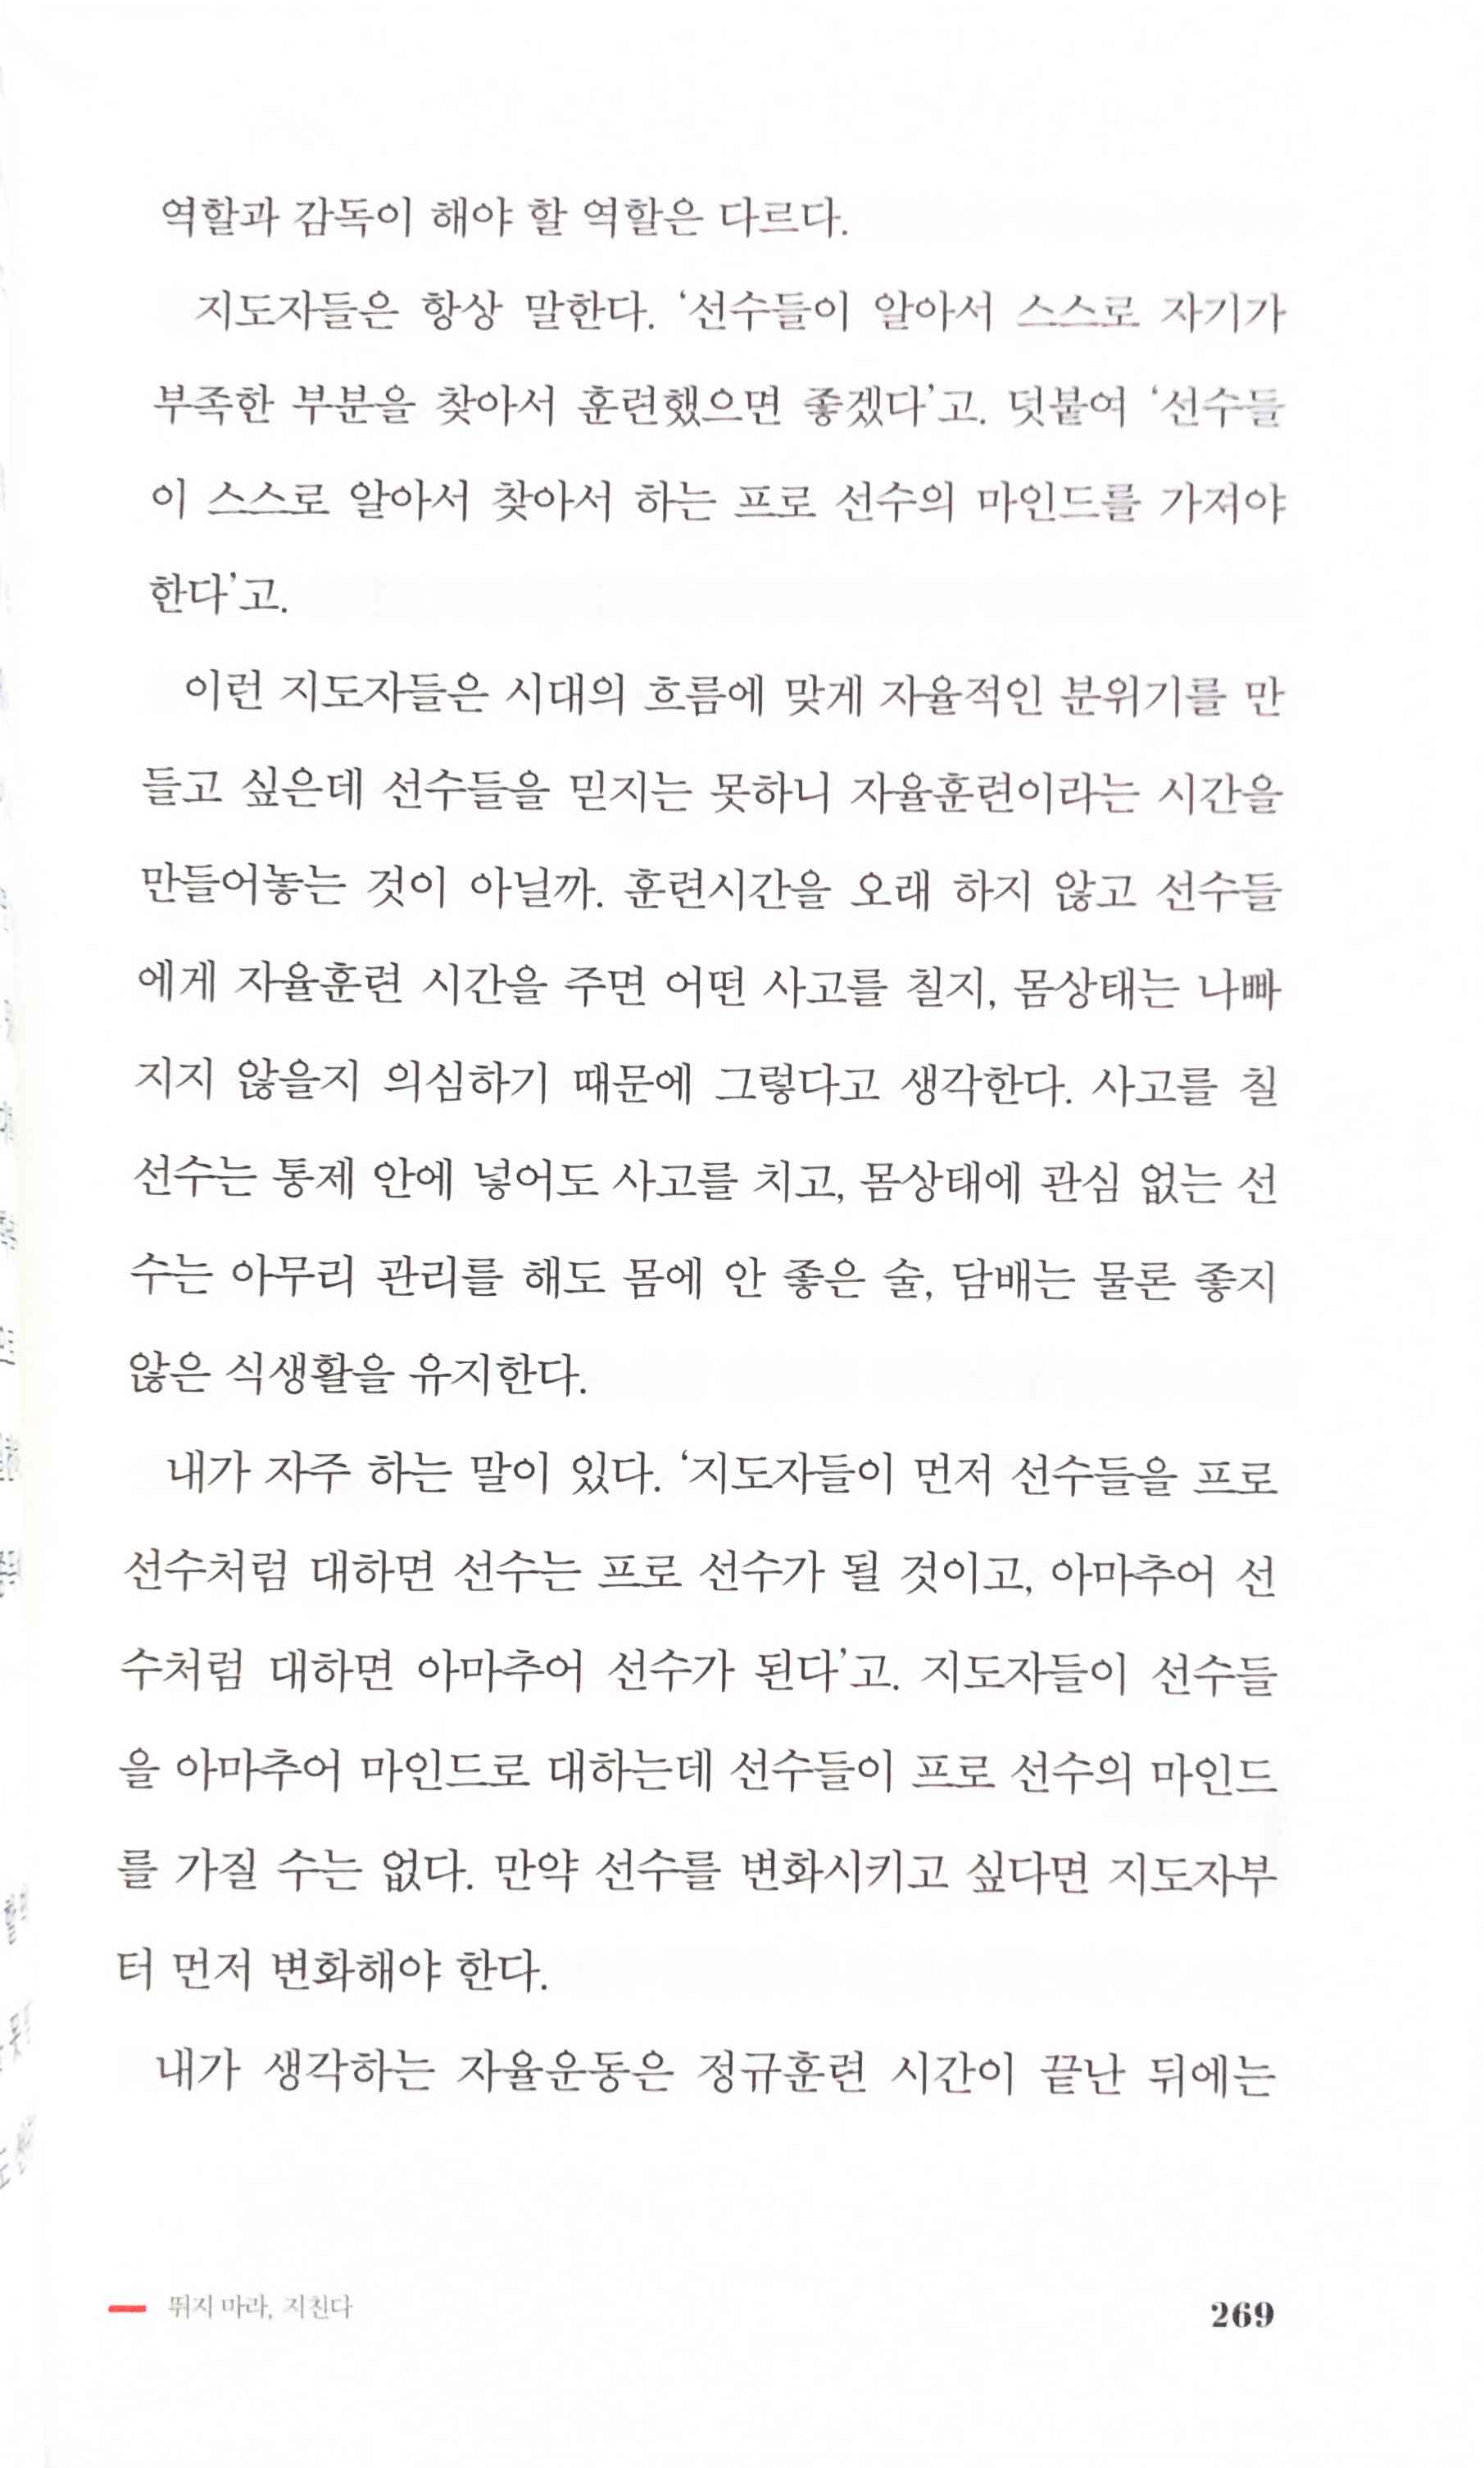 역할과 감독이 해야 할 역할은 다르다.
지도자들은 항상 말한다. ‘선수들이 알아서 스스로 자기가
부족한 부분을 찾아서 훈련했으면 좋겠다’고. 덧붙여 ‘선수들
이 스스로 알아서 찾아서 하는 프로 선수의 마인드를 가져야
한다’고.
이런 지도자들은 시대의 흐름에 맞게 자율적인 분위기를 만
들고 싶은데 선수들을 믿지는 못하니 자율훈련이라는 시간을
만들어놓는 것이 아닐까. 훈련시간을 오래 하지 않고 선수들
에게 자율훈련 시간을 주면 어떤 사고를 칠지, 몸상태는 나빠
지지 않을지 의심하기 때문에 그렇다고 생각한다. 사고를 칠
선수는 통제 안에 넣어도 사고를 치고, 몸상태에 관심 없는 선
수는 아무리 관리를 해도 몸에 안 좋은 술, 담배는 물론 좋지
않은 식생활을 유지한다.
내가 자주 하는 말이 있다. ‘지도자들이 먼저 선수들을 프로
선수처럼 대하면 선수는 프로 선수가 될 것이고, 아마추어 선
수처럼 대하면 아마추어 선수가 된다’고. 지도자들이 선수들
을 아마추어 마인드로 대하는데 선수들이 프로 선수의 마인드
를 가질 수는 없다. 만약 선수를 변화시키고 싶다면 지도자부
터 먼저 변화해야 한다.
내가 생각하는 자율운동은 정규훈련 시간이 끝난 뒤에는
뛰지 마라, 지친다
269